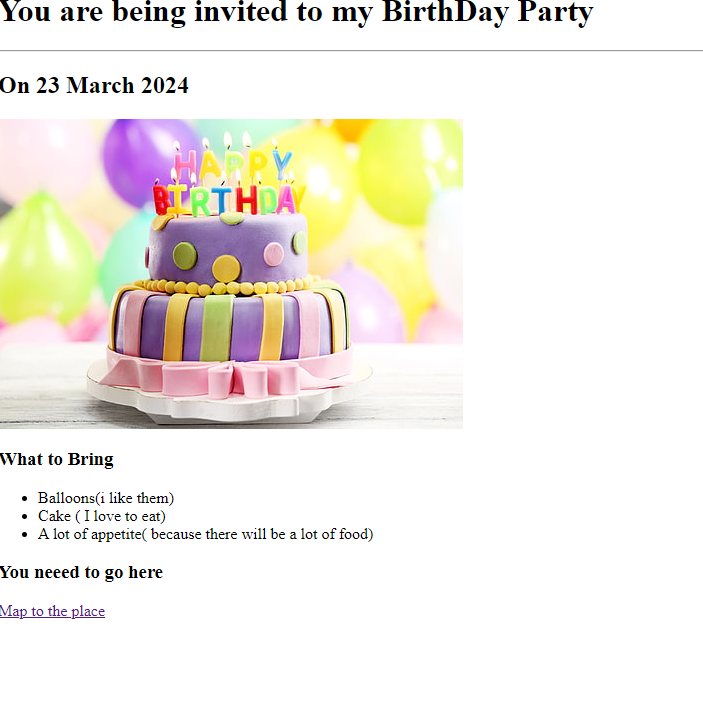 You are being invited to my BirthDay Party
On 23 March 2024
HAPPY
BIRTHDAY
What to Bring
Balloons(i like them)
Cake ( I love to eat)
A lot of appetite( because there will be a lot of food)
You neeed to go here
Map to the place